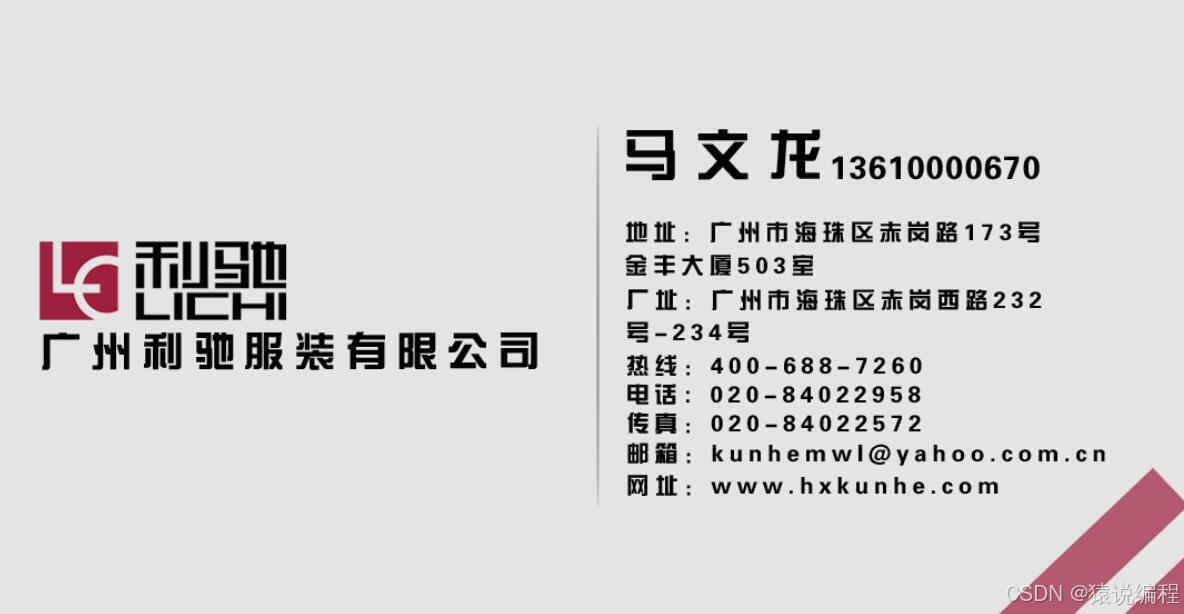 利驰
LICHI
广州利驰服装有限公司
马文龙 13610000670
地址：广州市海珠区赤岗路173号
金丰大厦503室
厂址：广州市海珠区赤岗西路232
号-234号
热线：400-688-7260
电话：020-84022958
传真：020-84022572
邮箱：kunhemwl@yahoo.com.cn
网址：www.hxkunhe.com
CSDN @猿说编程